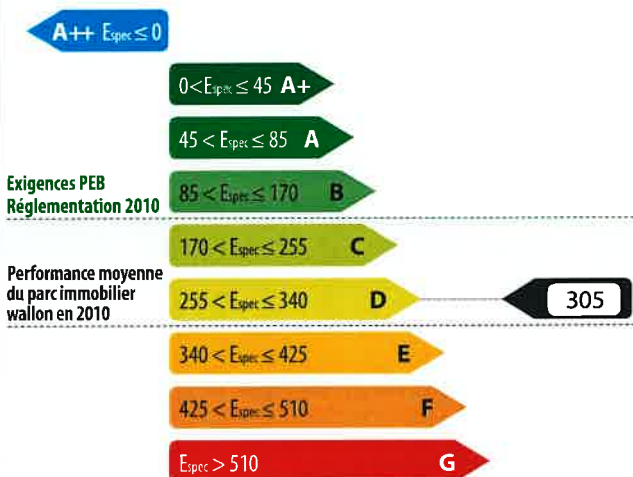 A++ Espec ≤ 0
0<Espec ≤ 45 A+
45 < Espec ≤ 85 A
Exigences PEB
Réglementation 2010
85 < Espec ≤ 170 B
170 < Espec ≤ 255 C
Performance moyenne
du parc immobilier
wallon en 2010
255 < Espec ≤ 340 D
305
340 < Espec ≤ 425 E
425 < Espec ≤ 510 F
Espec > 510 G